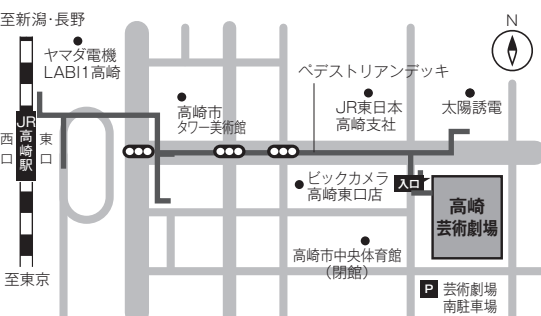 至新潟・長野
N
ヤマダ電機
LABI1高崎
ペデストリアンデッキ
高崎市
タワー美術館
JR東日本
高崎支社
太陽誘電
JR高崎駅
西口
東口
ビックカメラ
高崎東口店
入口
高崎
芸術劇場
高崎市中央体育館
（閉館）
至東京
P 芸術劇場
南駐車場